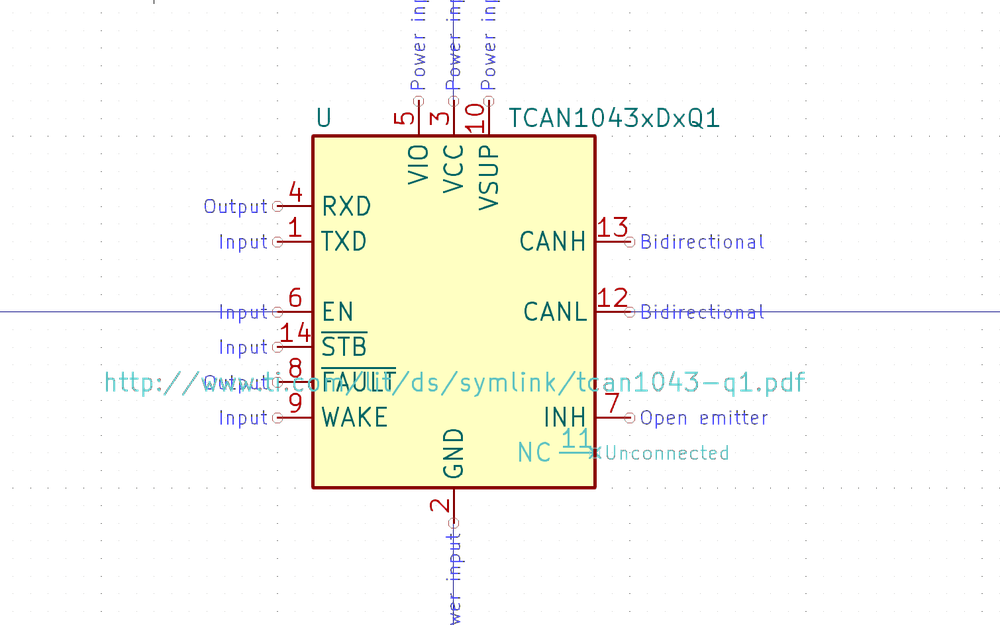 Power inp
Power inp
Power inp
5
3
10
U
TCAN1043xDxQ1
VIO
VCC
VSUP
Output 4 RXD
Input 1 TXD
CANH 13 Bidirectional
Input 6 EN
CANL 12 Bidirectional
Input 14 STB
Output 8 FAULT
http://www.ti.com/lit/ds/symlink/tcan1043-q1.pdf
Input 9 WAKE
INH 7 Open emitter
NC 11 Unconnected
GND
2
wer input